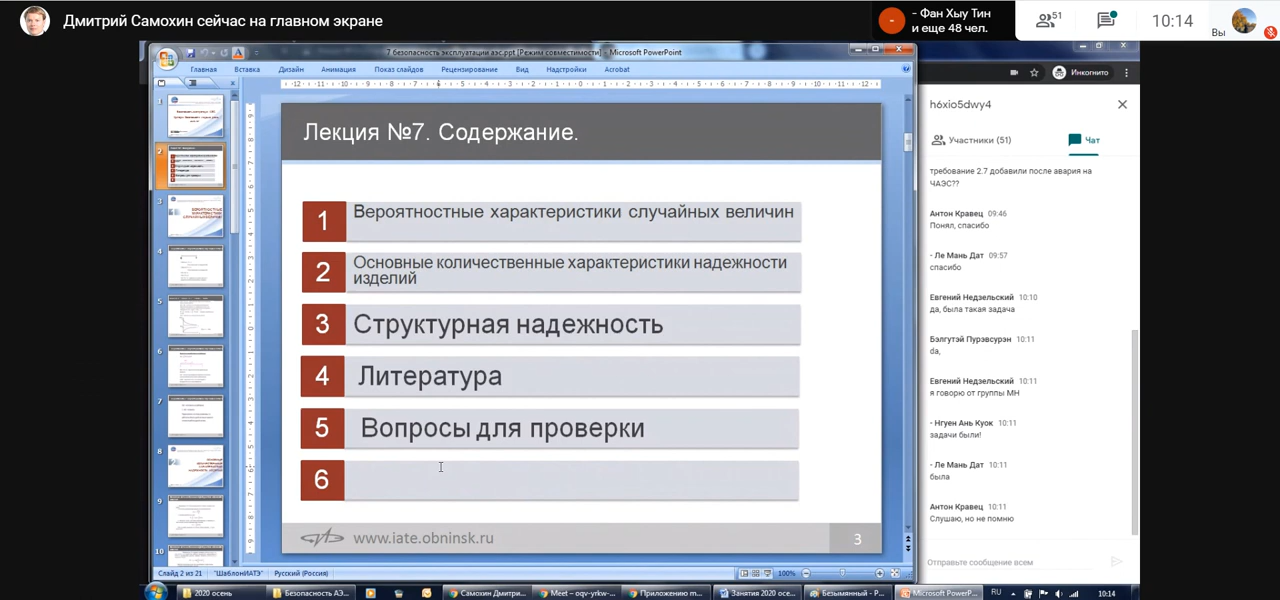 Дмитрий Самохин сейчас на главном экране
- Фан Хыу Тин
и еще 48 чел.
51
10:14
Вы
7 безопасность эксплуатации аэс.ppt [Режим совместимости] - Microsoft PowerPoint
Главная Вставка Дизайн Анимация Показ слайдов Рецензирование Вид Надстройки Acrobat
Инкогнито
h6xio5dwy4
Участники (51)
Чат
Лекция №7. Содержание.
1 Вероятностные характеристики случайных величин
2 Основные количественные характеристики надежности
изделий
3 Структурная надежность
4 Литература
5 Вопросы для проверки
6
www.iate.obninsk.ru
3
требование 2.7 добавили после авария на
ЧАЭС??
Антон Кравец 09:46
Понял, спасибо
- Ле Мань Дат 09:57
спасибо
Евгений Недзельский 10:10
да, была такая задача
Бэлгутэй Пурэвсурэн 10:11
da,
Евгений Недзельский 10:11
я говорю от группы МН
- Нгуен Ань Куок 10:11
задачи были!
- Ле Мань Дат 10:11
была
Антон Кравец 10:11
Слушаю, но не помню
Отправьте сообщение всем
Слайд 2 из 21 "ШаблонИАТЭ" Русский (Россия)
100%
2020 осень
Безопасность АЭ...
Самохин Дмитри...
Meet – oqv-yrkw-...
Приложению m...
Занятия 2020 осе...
Безымянный - P...
Microsoft PowerP...
RU
10:14